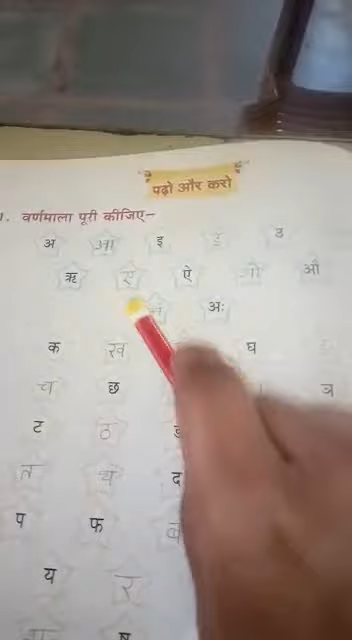 पढ़ो और करो
1. वर्णमाला पूरी कीजिए–
अ आ इ ई उ
ऋ ए ऐ ओ औ
अः
क ख घ
च छ ञ
ट ठ ड
त थ द
प फ ब
य र
ष